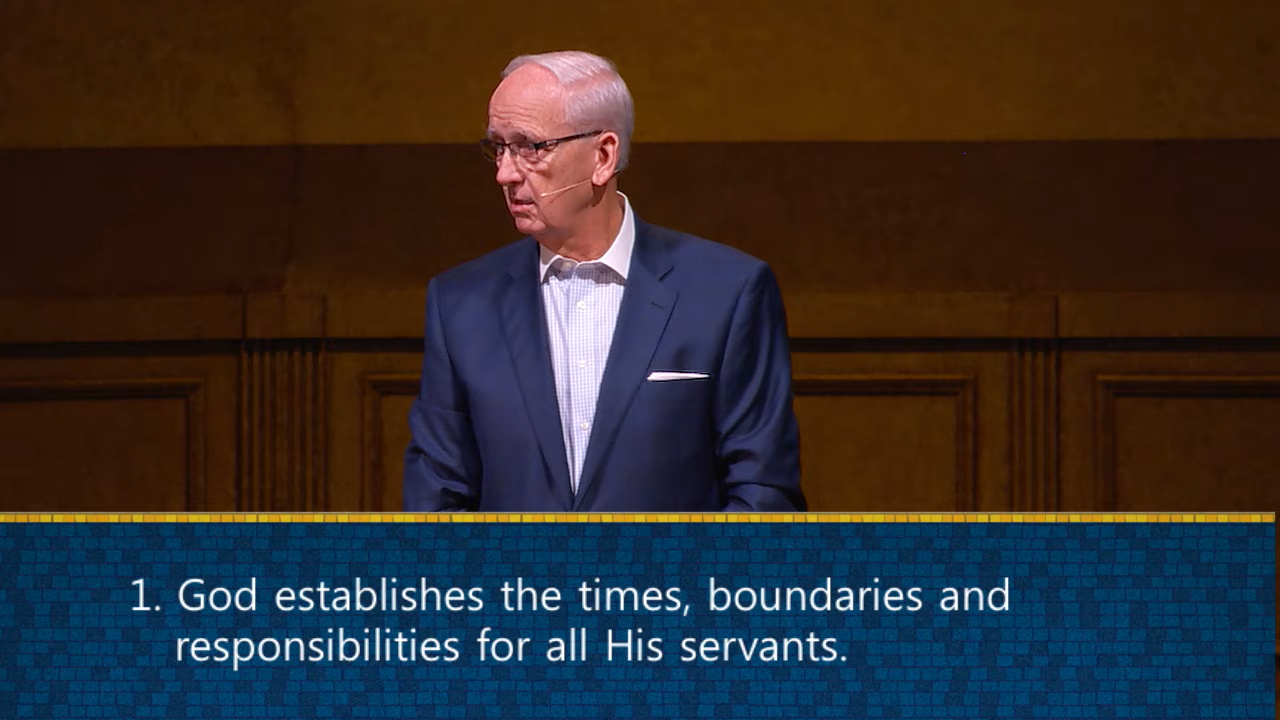 1. God establishes the times, boundaries and
responsibilities for all His servants.